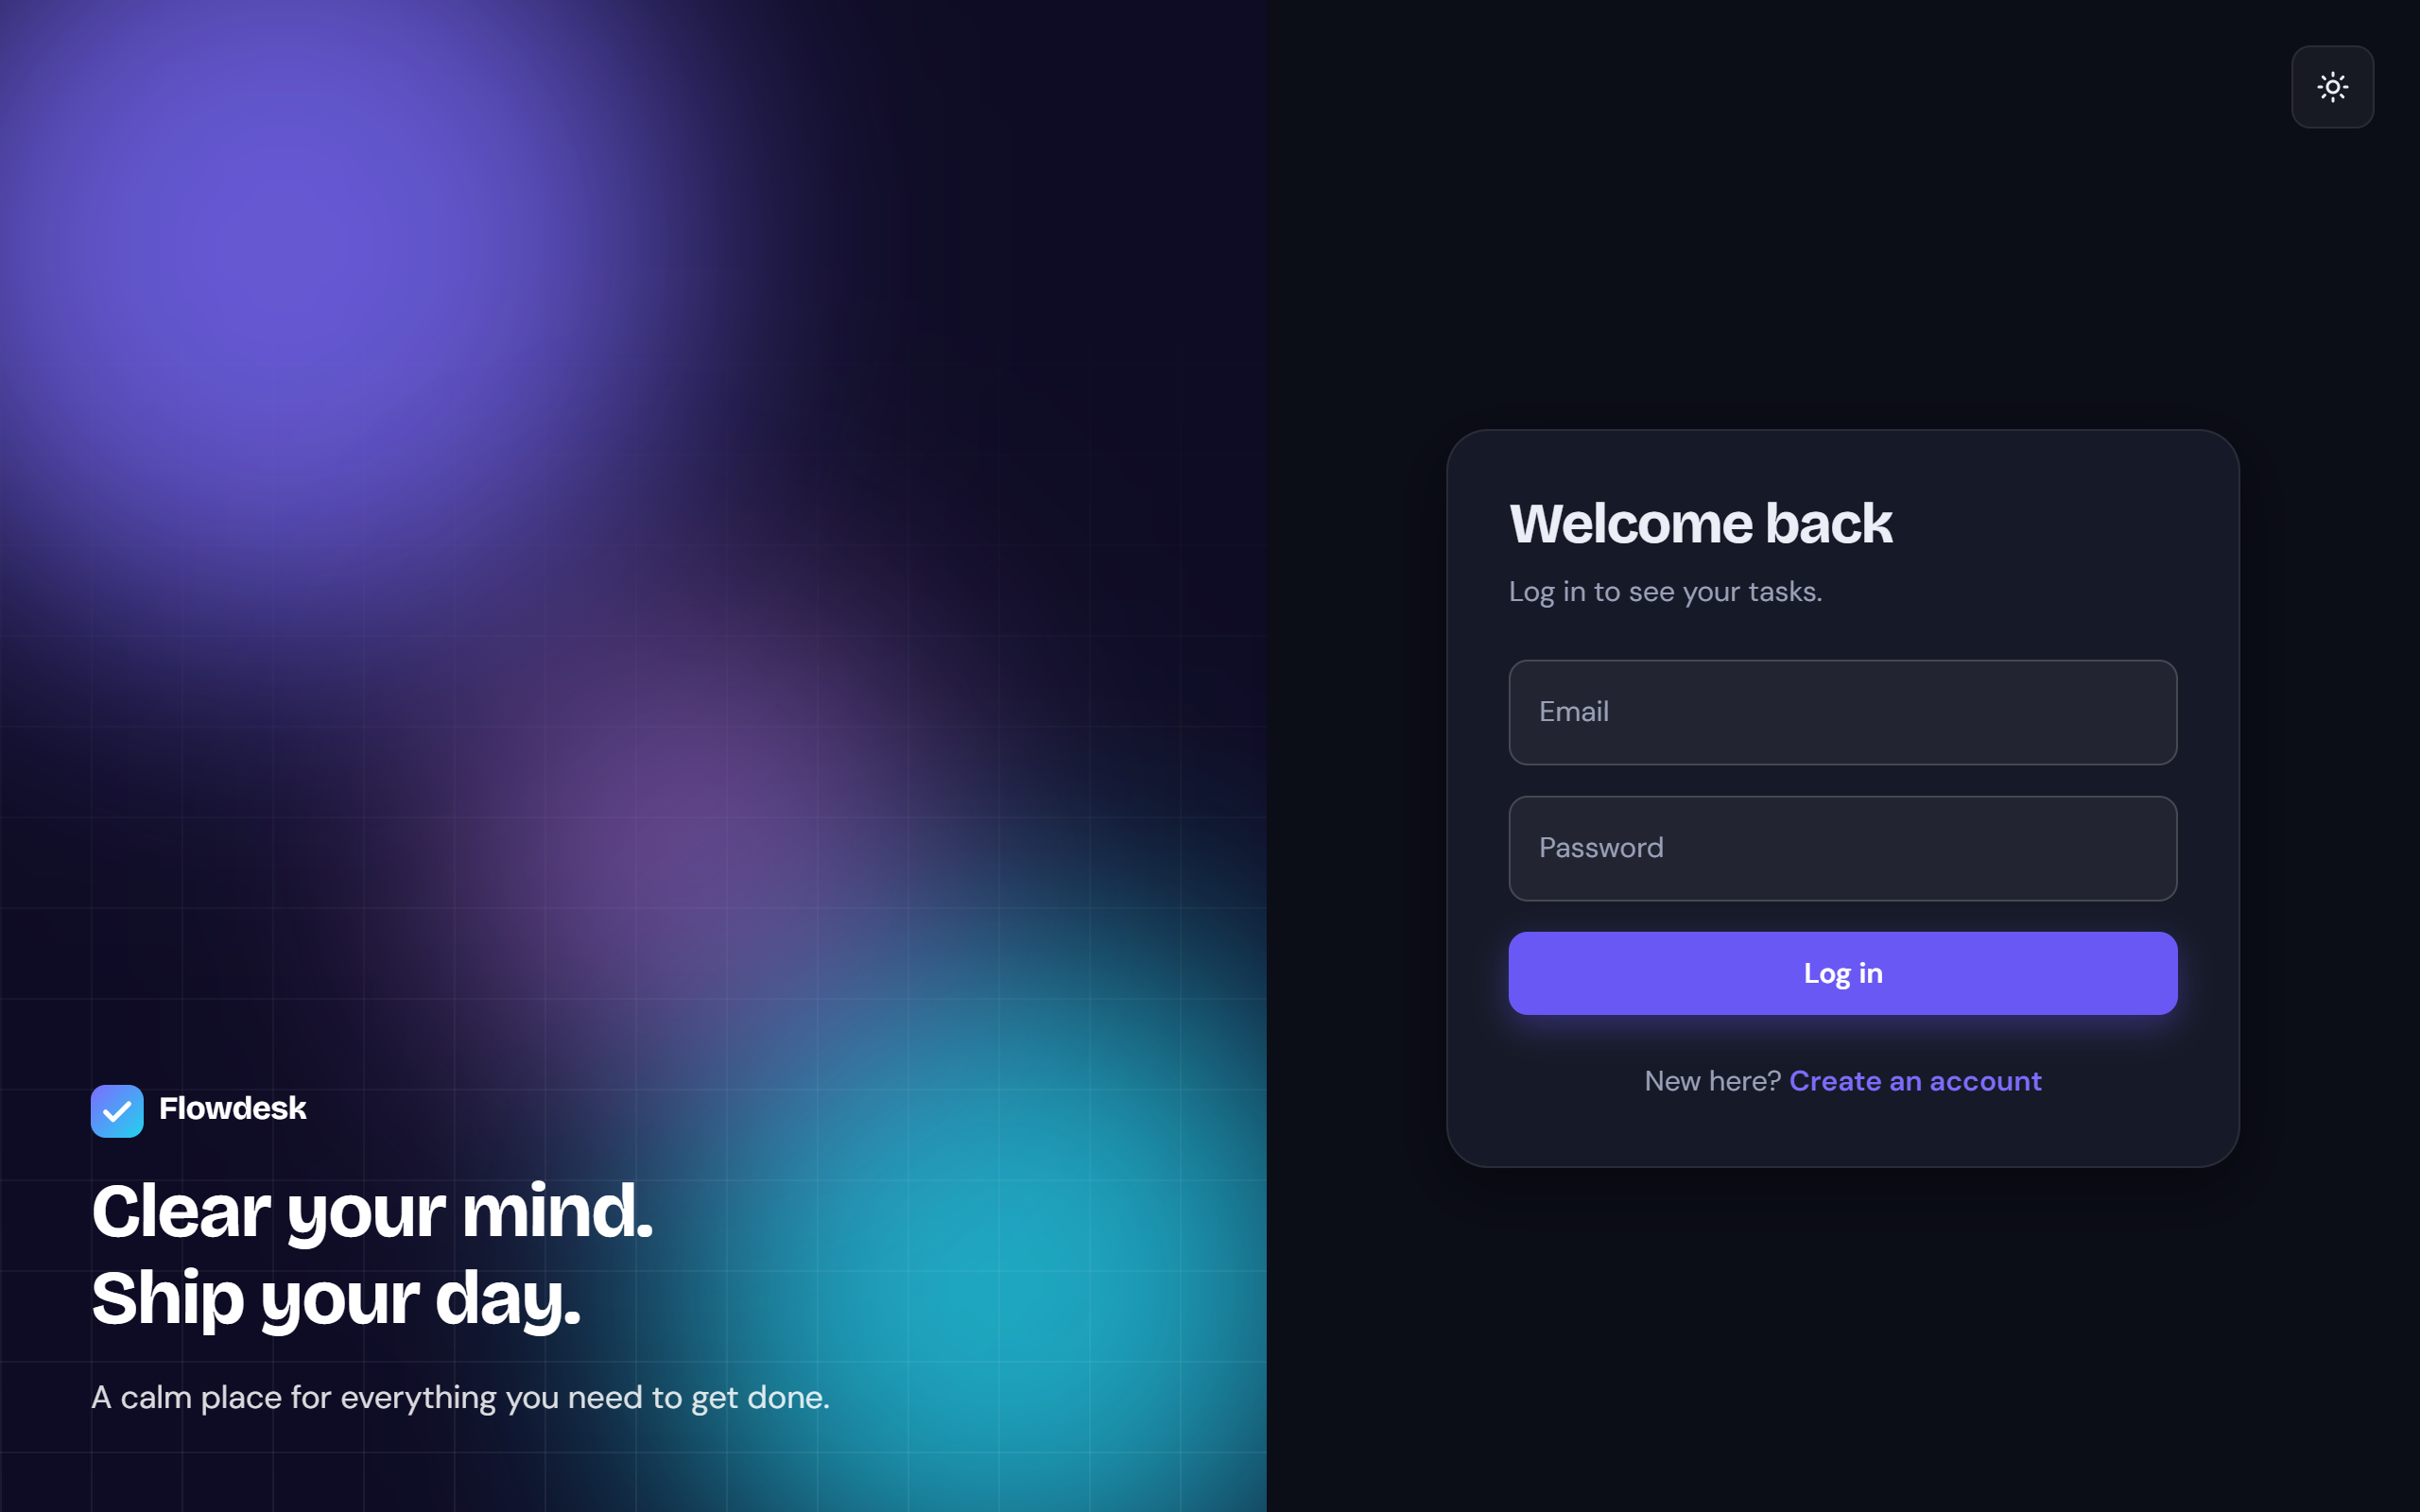 Flowdesk
Clear your mind.
Ship your day.
A calm place for everything you need to get done.
Welcome back
Log in to see your tasks.
Email
Password
Log in
New here? Create an account